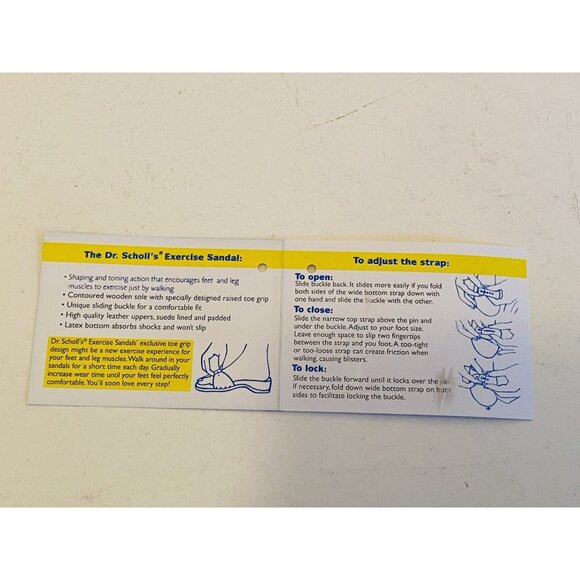 The Dr. Scholl's® Exercise Sandal:
• Shaping and toning action that encourages feet and leg
muscles to exercise just by walking
• Contoured wooden sole with specially designed raised toe grip
• Unique sliding buckle for a comfortable fit
• High quality leather uppers, suede lined and padded
• Latex bottom absorbs shocks and won't slip
Dr. Scholl's® Exercise Sandals' exclusive toe grip
design might be a new exercise experience for
your feet and leg muscles. Walk around in your
sandals for a short time each day. Gradually
increase wear time until your feet feel perfectly
comfortable. You'll soon love every step!
To adjust the strap:
To open:
Slide buckle back. It slides more easily if you fold
both sides of the wide bottom strap down with
one hand and slide the buckle with the other.
To close:
Slide the narrow top strap above the pin and
under the buckle. Adjust to your foot size.
Leave enough space to slip two fingertips
between the strap and you foot. A too-tight
or too-loose strap can create friction when
walking, causing blisters.
To lock:
Slide the buckle forward until it locks over the pin.
If necessary, fold down wide bottom strap on both
sides to facilitate locking the buckle.